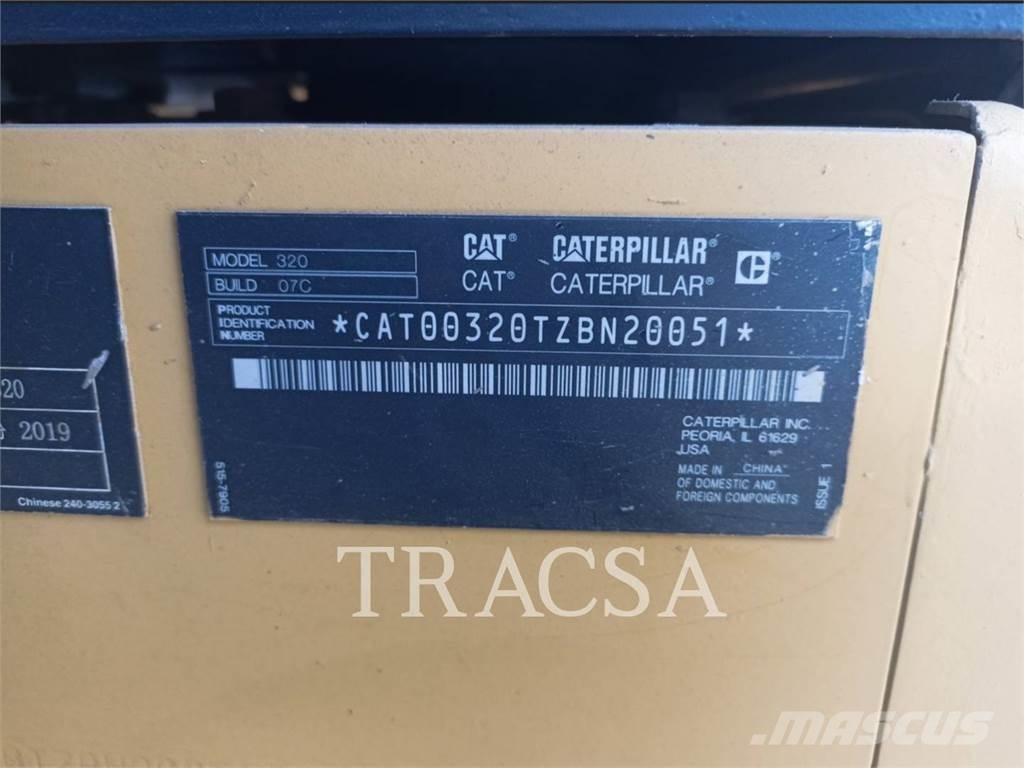 CAT® CATERPILLAR®
CAT® CATERPILLAR®
MODEL 320
BUILD 07C
PRODUCT
IDENTIFICATION
NUMBER
*CAT00320TZBN20051*
CATERPILLAR INC.
PEORIA, IL 61629
USA
MADE IN CHINA
OF DOMESTIC AND
FOREIGN COMPONENTS
515-7905
ISSUE 1
20
2019
Chinese 240-3055 2
TRACSA
MASCUS